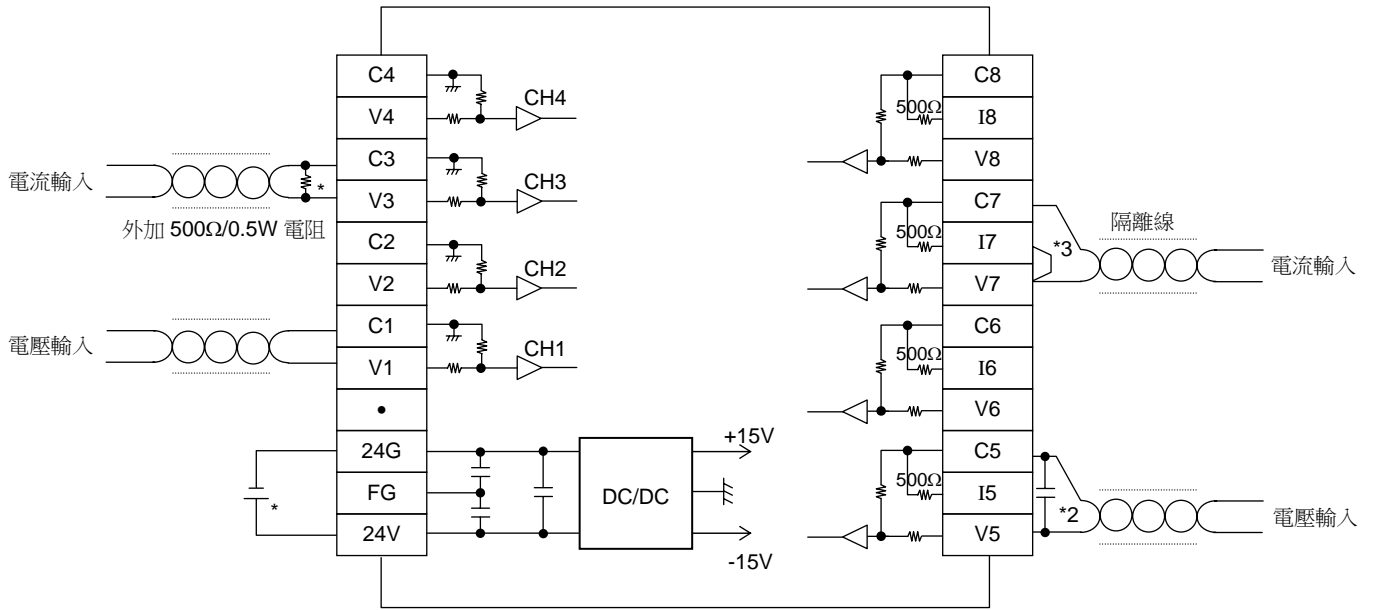 C4
V4
C3
V3
C2
V2
C1
V1
•
24G
FG
24V
CH4
CH3
CH2
CH1
電流輸入
*
外加 500Ω/0.5W 電阻
電壓輸入
*
DC/DC
+15V
-15V
C8
I8
V8
C7
I7
V7
C6
I6
V6
C5
I5
V5
500Ω
500Ω
500Ω
500Ω
隔離線
*3
電流輸入
*2
電壓輸入